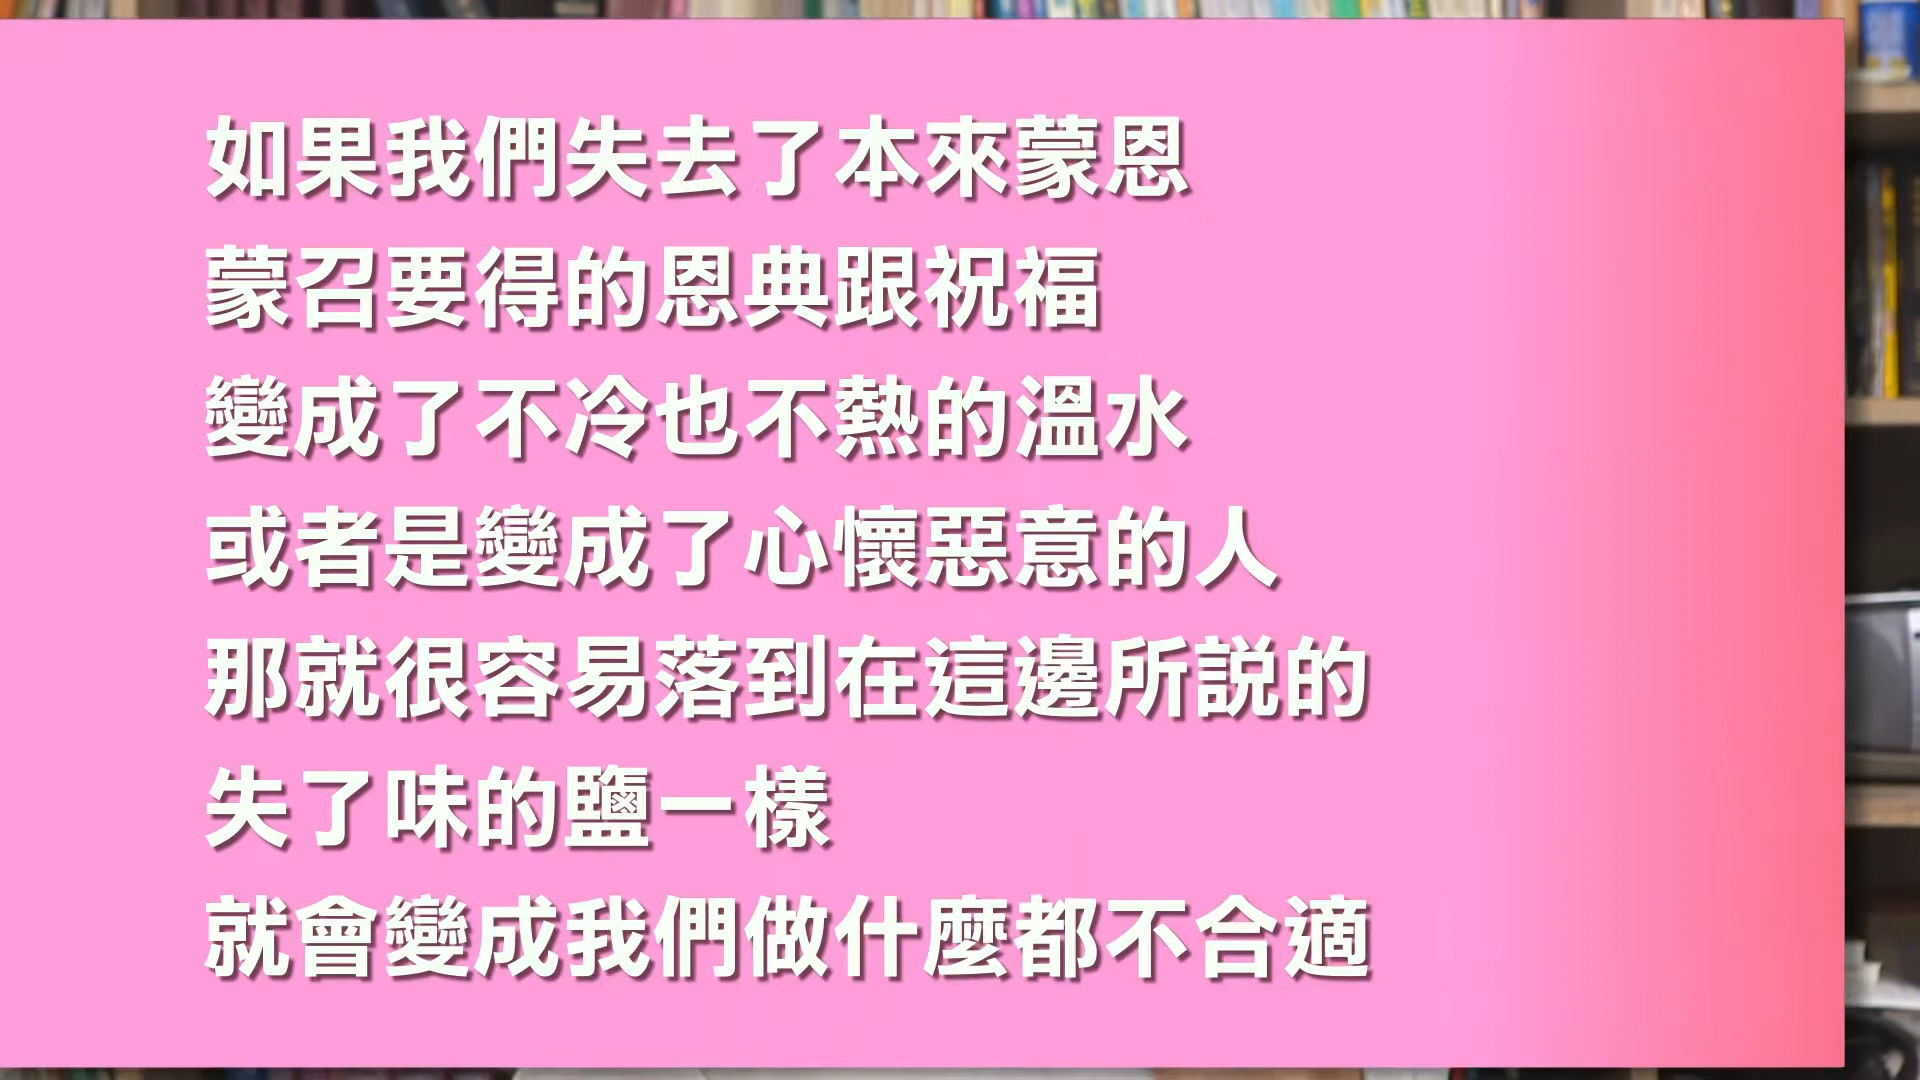 如果我們失去了本來蒙恩
蒙召要得的恩典跟祝福
變成了不冷也不熱的溫水
或者是變成了心懷惡意的人
那就很容易落到在這邊所説的
失了味的鹽一樣
就會變成我們做什麼都不合適